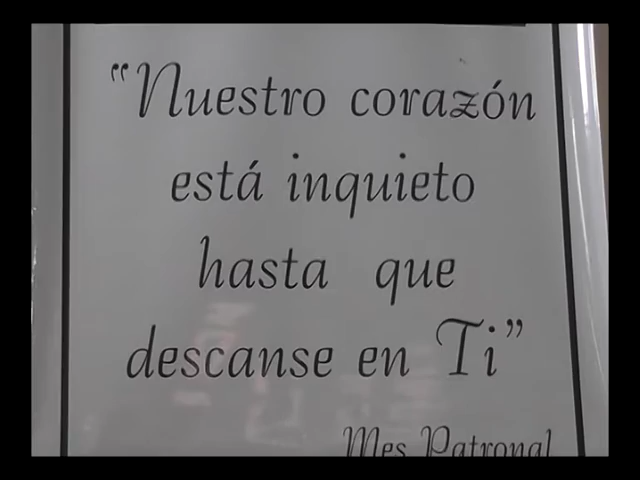 “Nuestro corazón
está inquieto
hasta que
descanse en Ti”
Mes Patronal